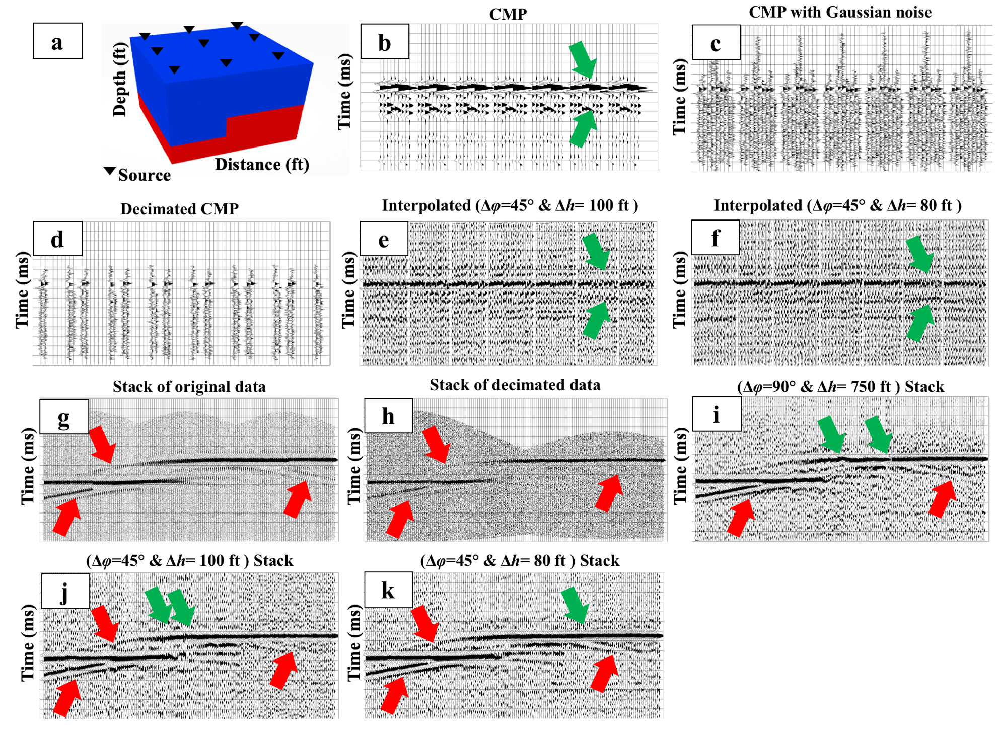 CMP
CMP with Gaussian noise
a
b
c
Depth (ft)
Time (ms)
Time (ms)
Distance (ft)
Source
Decimated CMP
Interpolated (Δφ=45° & Δh= 100 ft )
Interpolated (Δφ=45° & Δh= 80 ft )
d
e
f
Time (ms)
Time (ms)
Time (ms)
Stack of original data
Stack of decimated data
(Δφ=90° & Δh= 750 ft ) Stack
g
h
i
Time (ms)
Time (ms)
Time (ms)
(Δφ=45° & Δh= 100 ft ) Stack
(Δφ=45° & Δh= 80 ft ) Stack
j
k
Time (ms)
Time (ms)